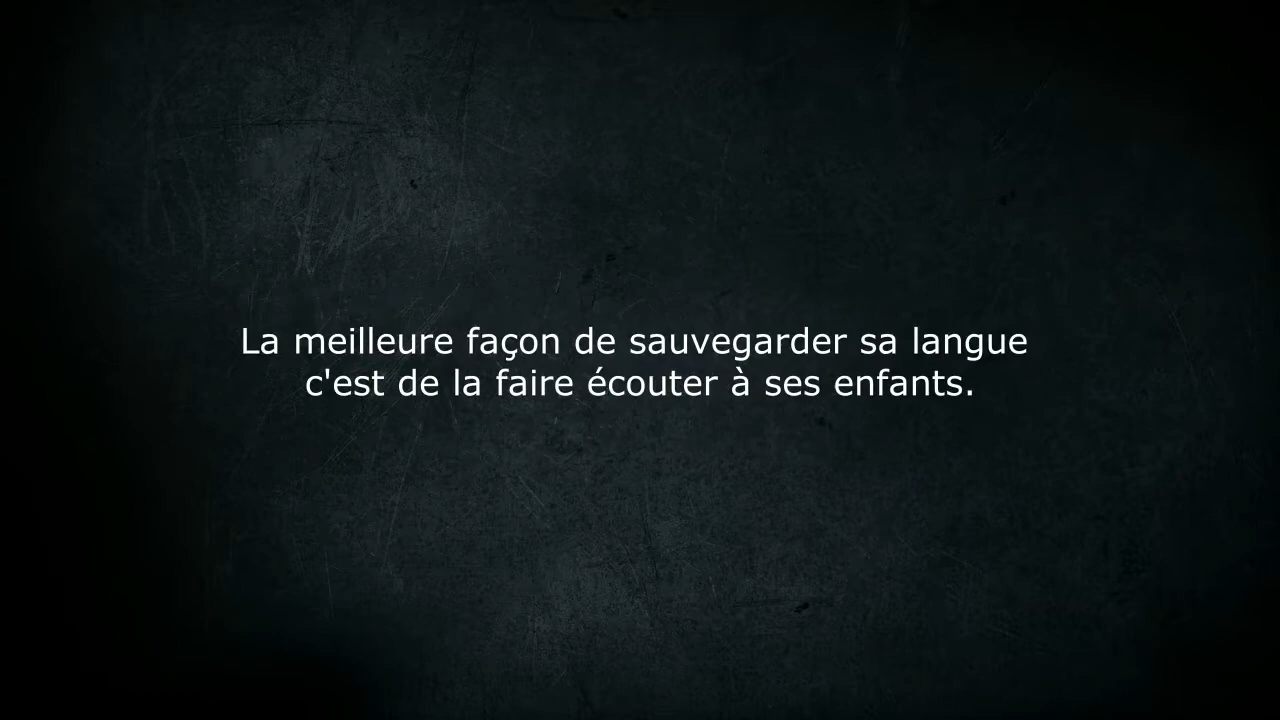 La meilleure façon de sauvegarder sa langue
c'est de la faire écouter à ses enfants.